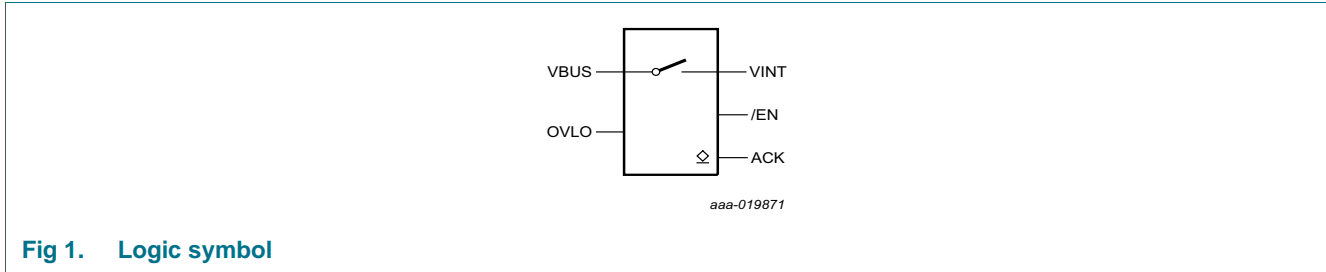 VBUS
VINT
/EN
OVLO
ACK
aaa-019871
Fig 1. Logic symbol